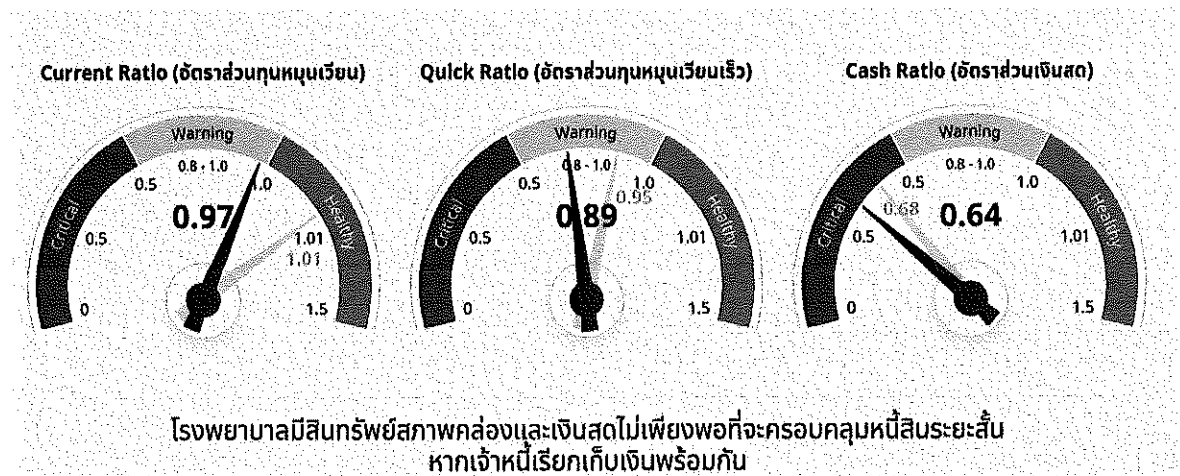 Current Ratio (อัตราส่วนทุนหมุนเวียน)
Warning
0.8 - 1.0
0.5
1.0
Critical
Healthy
0.97
0.5
1.01
1.01
0
1.5
Quick Ratio (อัตราส่วนทุนหมุนเวียนเร็ว)
Warning
0.8 - 1.0
0.5
1.0
0.95
Critical
Healthy
0.89
0.5
1.01
0
1.5
Cash Ratio (อัตราส่วนเงินสด)
Warning
0.8 - 1.0
0.5
1.0
0.68
Critical
Healthy
0.64
0.5
1.01
0
1.5
โรงพยาบาลมีสินทรัพย์สภาพคล่องและเงินสดไม่เพียงพอที่จะครอบคลุมหนี้สินระยะสั้น
หากเจ้าหนี้เรียกเก็บเงินพร้อมกัน